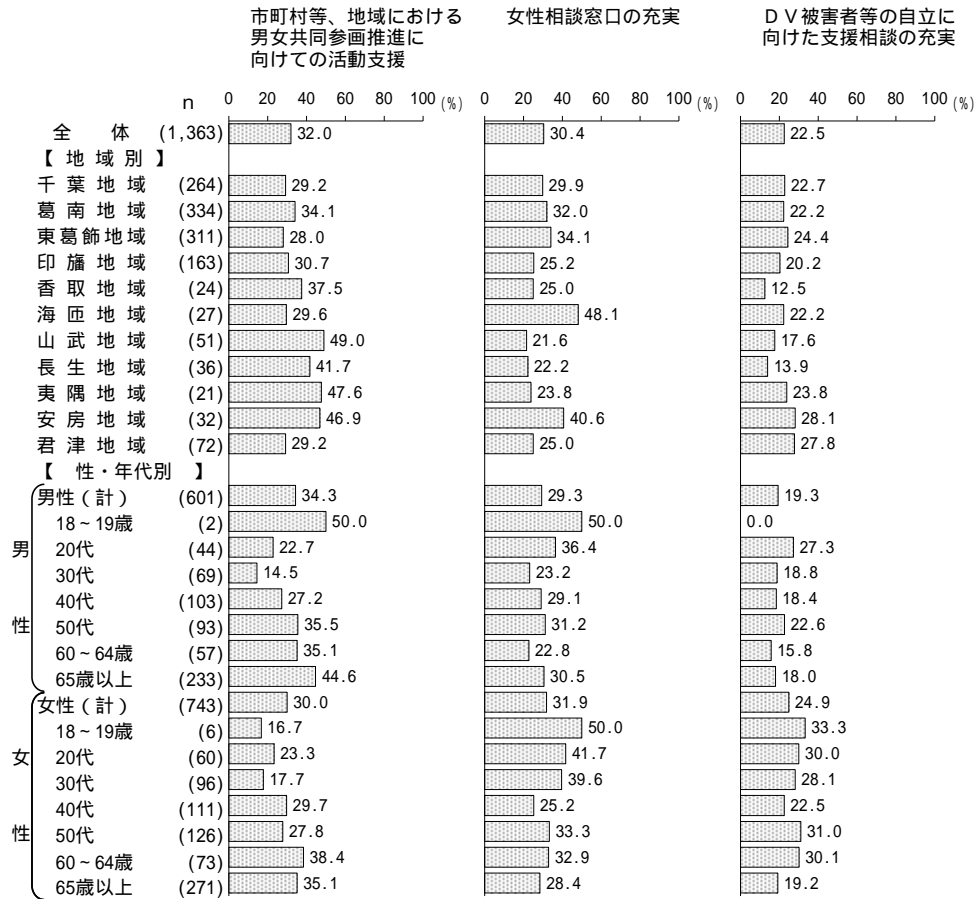 市町村等、地域における
男女共同参画推進に
向けての活動支援
女性相談窓口の充実
ＤＶ被害者等の自立に
向けた支援相談の充実
n 0 20 40 60 80 100 (%) 0 20 40 60 80 100 (%) 0 20 40 60 80 100 (%)
全　体 (1,363) 32.0 30.4 22.5
【 地 域 別 】
千 葉 地 域 (264) 29.2 29.9 22.7
葛 南 地 域 (334) 34.1 32.0 22.2
東葛飾地域 (311) 28.0 34.1 24.4
印 旛 地 域 (163) 30.7 25.2 20.2
香 取 地 域 (24) 37.5 25.0 12.5
海 匝 地 域 (27) 29.6 48.1 22.2
山 武 地 域 (51) 49.0 21.6 17.6
長 生 地 域 (36) 41.7 22.2 13.9
夷 隅 地 域 (21) 47.6 23.8 23.8
安 房 地 域 (32) 46.9 40.6 28.1
君 津 地 域 (72) 29.2 25.0 27.8
【　性・年代別　】
男性（計） (601) 34.3 29.3 19.3
18～19歳 (2) 50.0 50.0 0.0
男 20代 (44) 22.7 36.4 27.3
30代 (69) 14.5 23.2 18.8
40代 (103) 27.2 29.1 18.4
性 50代 (93) 35.5 31.2 22.6
60～64歳 (57) 35.1 22.8 15.8
65歳以上 (233) 44.6 30.5 18.0
女性（計） (743) 30.0 31.9 24.9
18～19歳 (6) 16.7 50.0 33.3
女 20代 (60) 23.3 41.7 30.0
30代 (96) 17.7 39.6 28.1
40代 (111) 29.7 25.2 22.5
性 50代 (126) 27.8 33.3 31.0
60～64歳 (73) 38.4 32.9 30.1
65歳以上 (271) 35.1 28.4 19.2